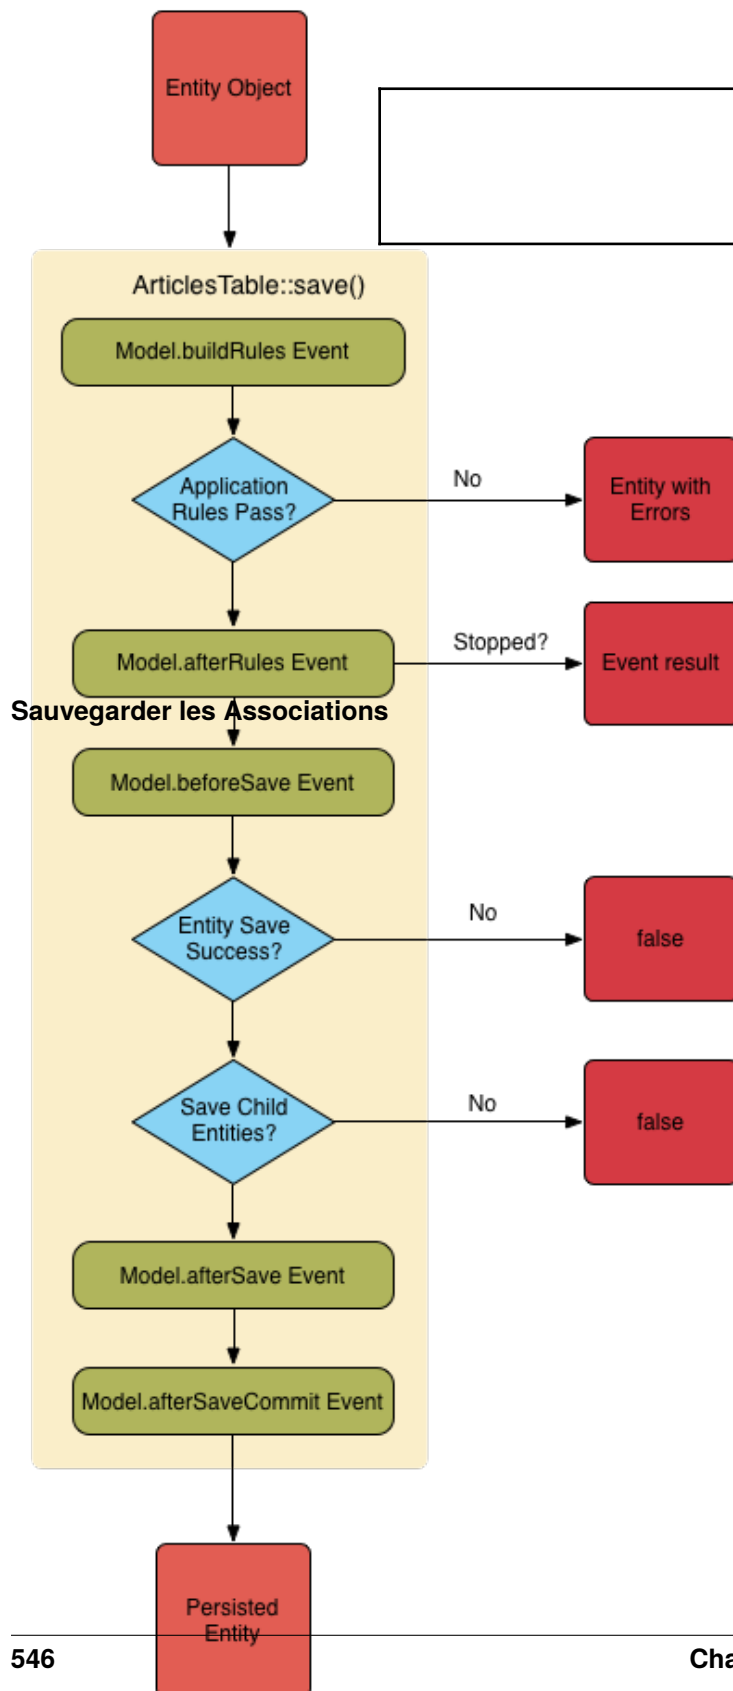 Entity Object
ArticlesTable::save()
Model.buildRules Event
Application
Rules Pass?
No
Entity with
Errors
Model.afterRules Event
Stopped?
Event result
Sauvegarder les Associations
Model.beforeSave Event
Entity Save
Success?
No
false
Save Child
Entities?
No
false
Model.afterSave Event
Model.afterSaveCommit Event
Persisted
Entity
546
Cha